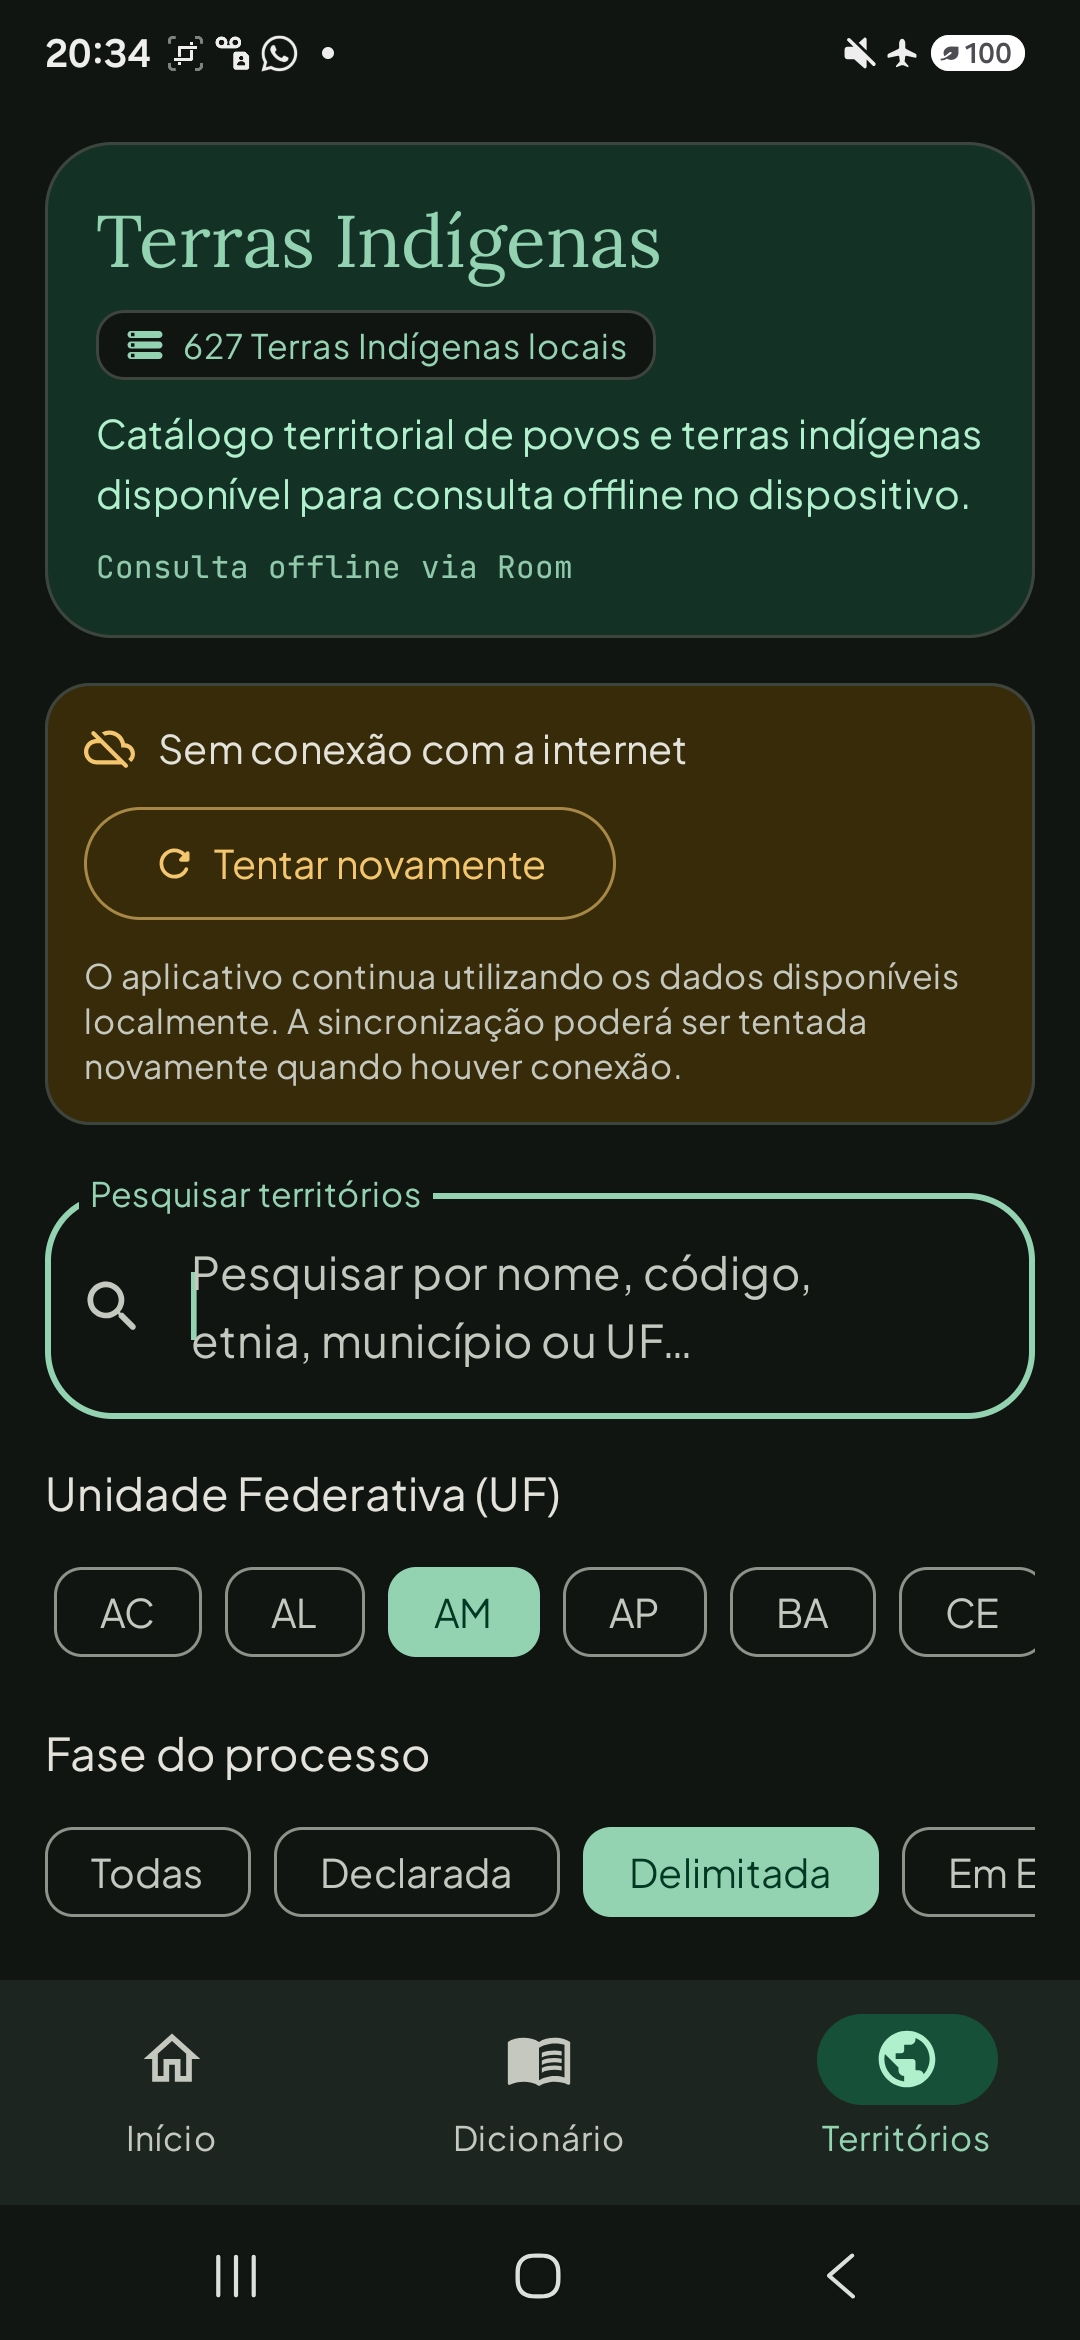 20:34
100
Terras Indígenas
627 Terras Indígenas locais
Catálogo territorial de povos e terras indígenas
disponível para consulta offline no dispositivo.
Consulta offline via Room
Sem conexão com a internet
Tentar novamente
O aplicativo continua utilizando os dados disponíveis
localmente. A sincronização poderá ser tentada
novamente quando houver conexão.
Pesquisar territórios
Pesquisar por nome, código,
etnia, município ou UF...
Unidade Federativa (UF)
AC AL AM AP BA CE
Fase do processo
Todas Declarada Delimitada Em E
Início Dicionário Territórios